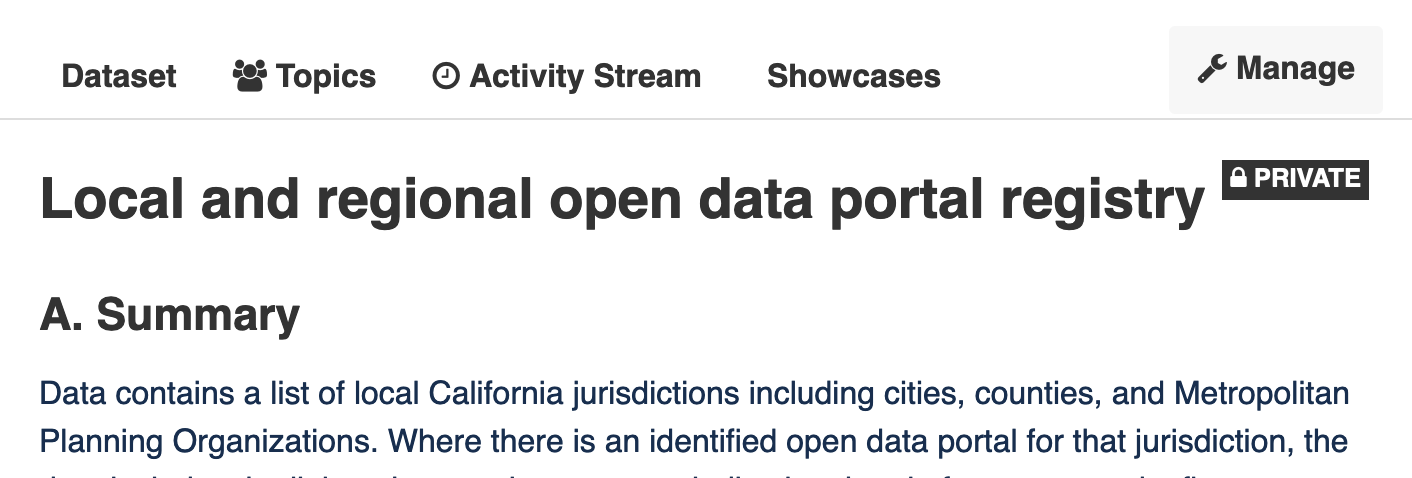 Dataset Topics Activity Stream Showcases Manage
Local and regional open data portal registry PRIVATE
A. Summary
Data contains a list of local California jurisdictions including cities, counties, and Metropolitan
Planning Organizations. Where there is an identified open data portal for that jurisdiction, the